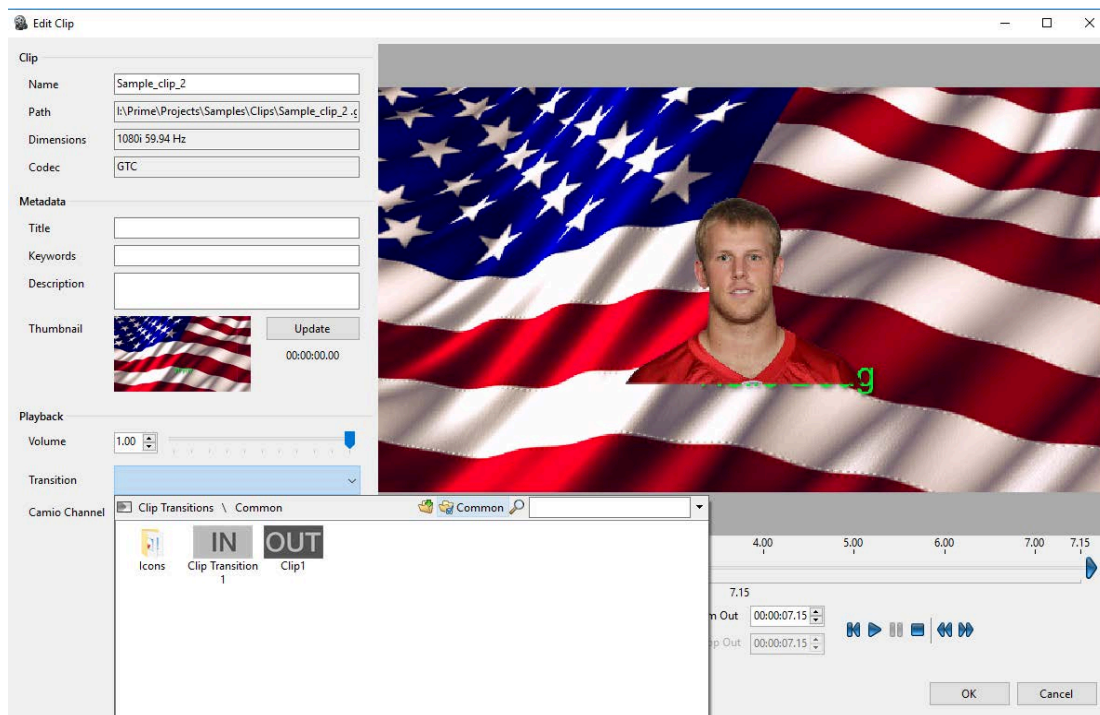 Edit Clip
Clip
Name Sample_clip_2
Path I:\Prime\Projects\Samples\Clips\Sample_clip_2 .g
Dimensions 1080i 59.94 Hz
Codec GTC
Metadata
Title
Keywords
Description
Thumbnail Update
00:00:00.00
Playback
Volume 1.00
Transition
Camio Channel
Clip Transitions \ Common Common
IN OUT
Icons Clip Transition 1 Clip1
4.00 5.00 6.00 7.00 7.15
7.15
Out 00:00:07.15
Out 00:00:07.15
OK Cancel